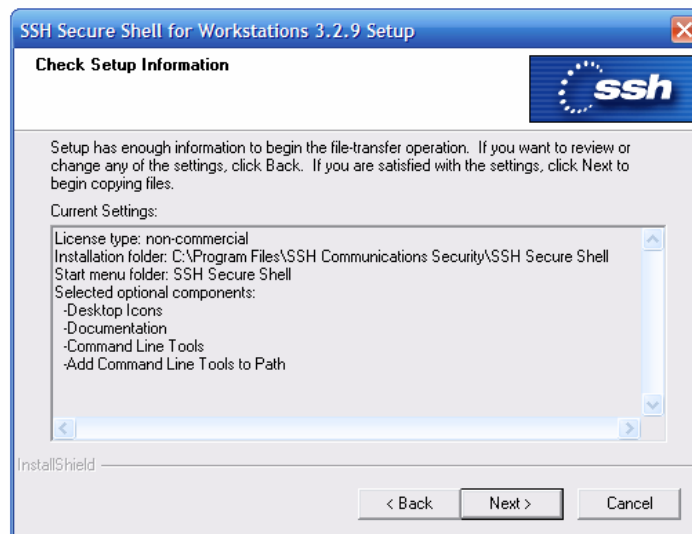 SSH Secure Shell for Workstations 3.2.9 Setup
Check Setup Information
ssh
Setup has enough information to begin the file-transfer operation. If you want to review or
change any of the settings, click Back. If you are satisfied with the settings, click Next to
begin copying files.
Current Settings:
License type: non-commercial
Installation folder: C:\Program Files\SSH Communications Security\SSH Secure Shell
Start menu folder: SSH Secure Shell
Selected optional components:
-Desktop Icons
-Documentation
-Command Line Tools
-Add Command Line Tools to Path
InstallShield
< Back Next > Cancel